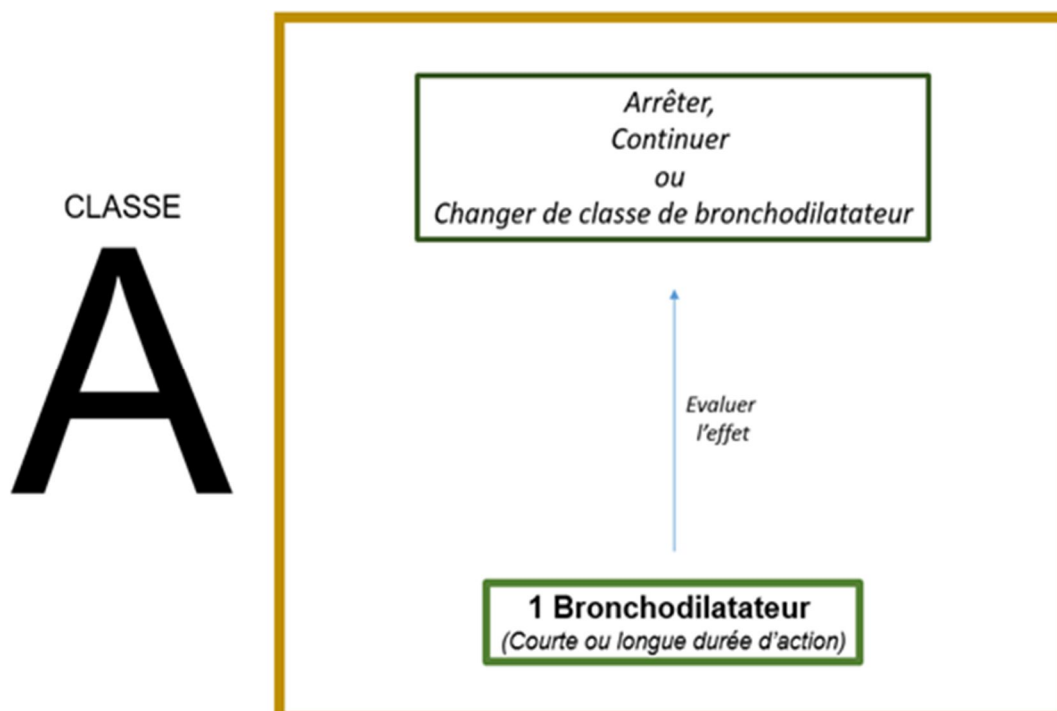 CLASSE
A
Arrêter,
Continuer
ou
Changer de classe de bronchodilatateur
Evaluer
l'effet
1 Bronchodilatateur
(Courte ou longue durée d'action)